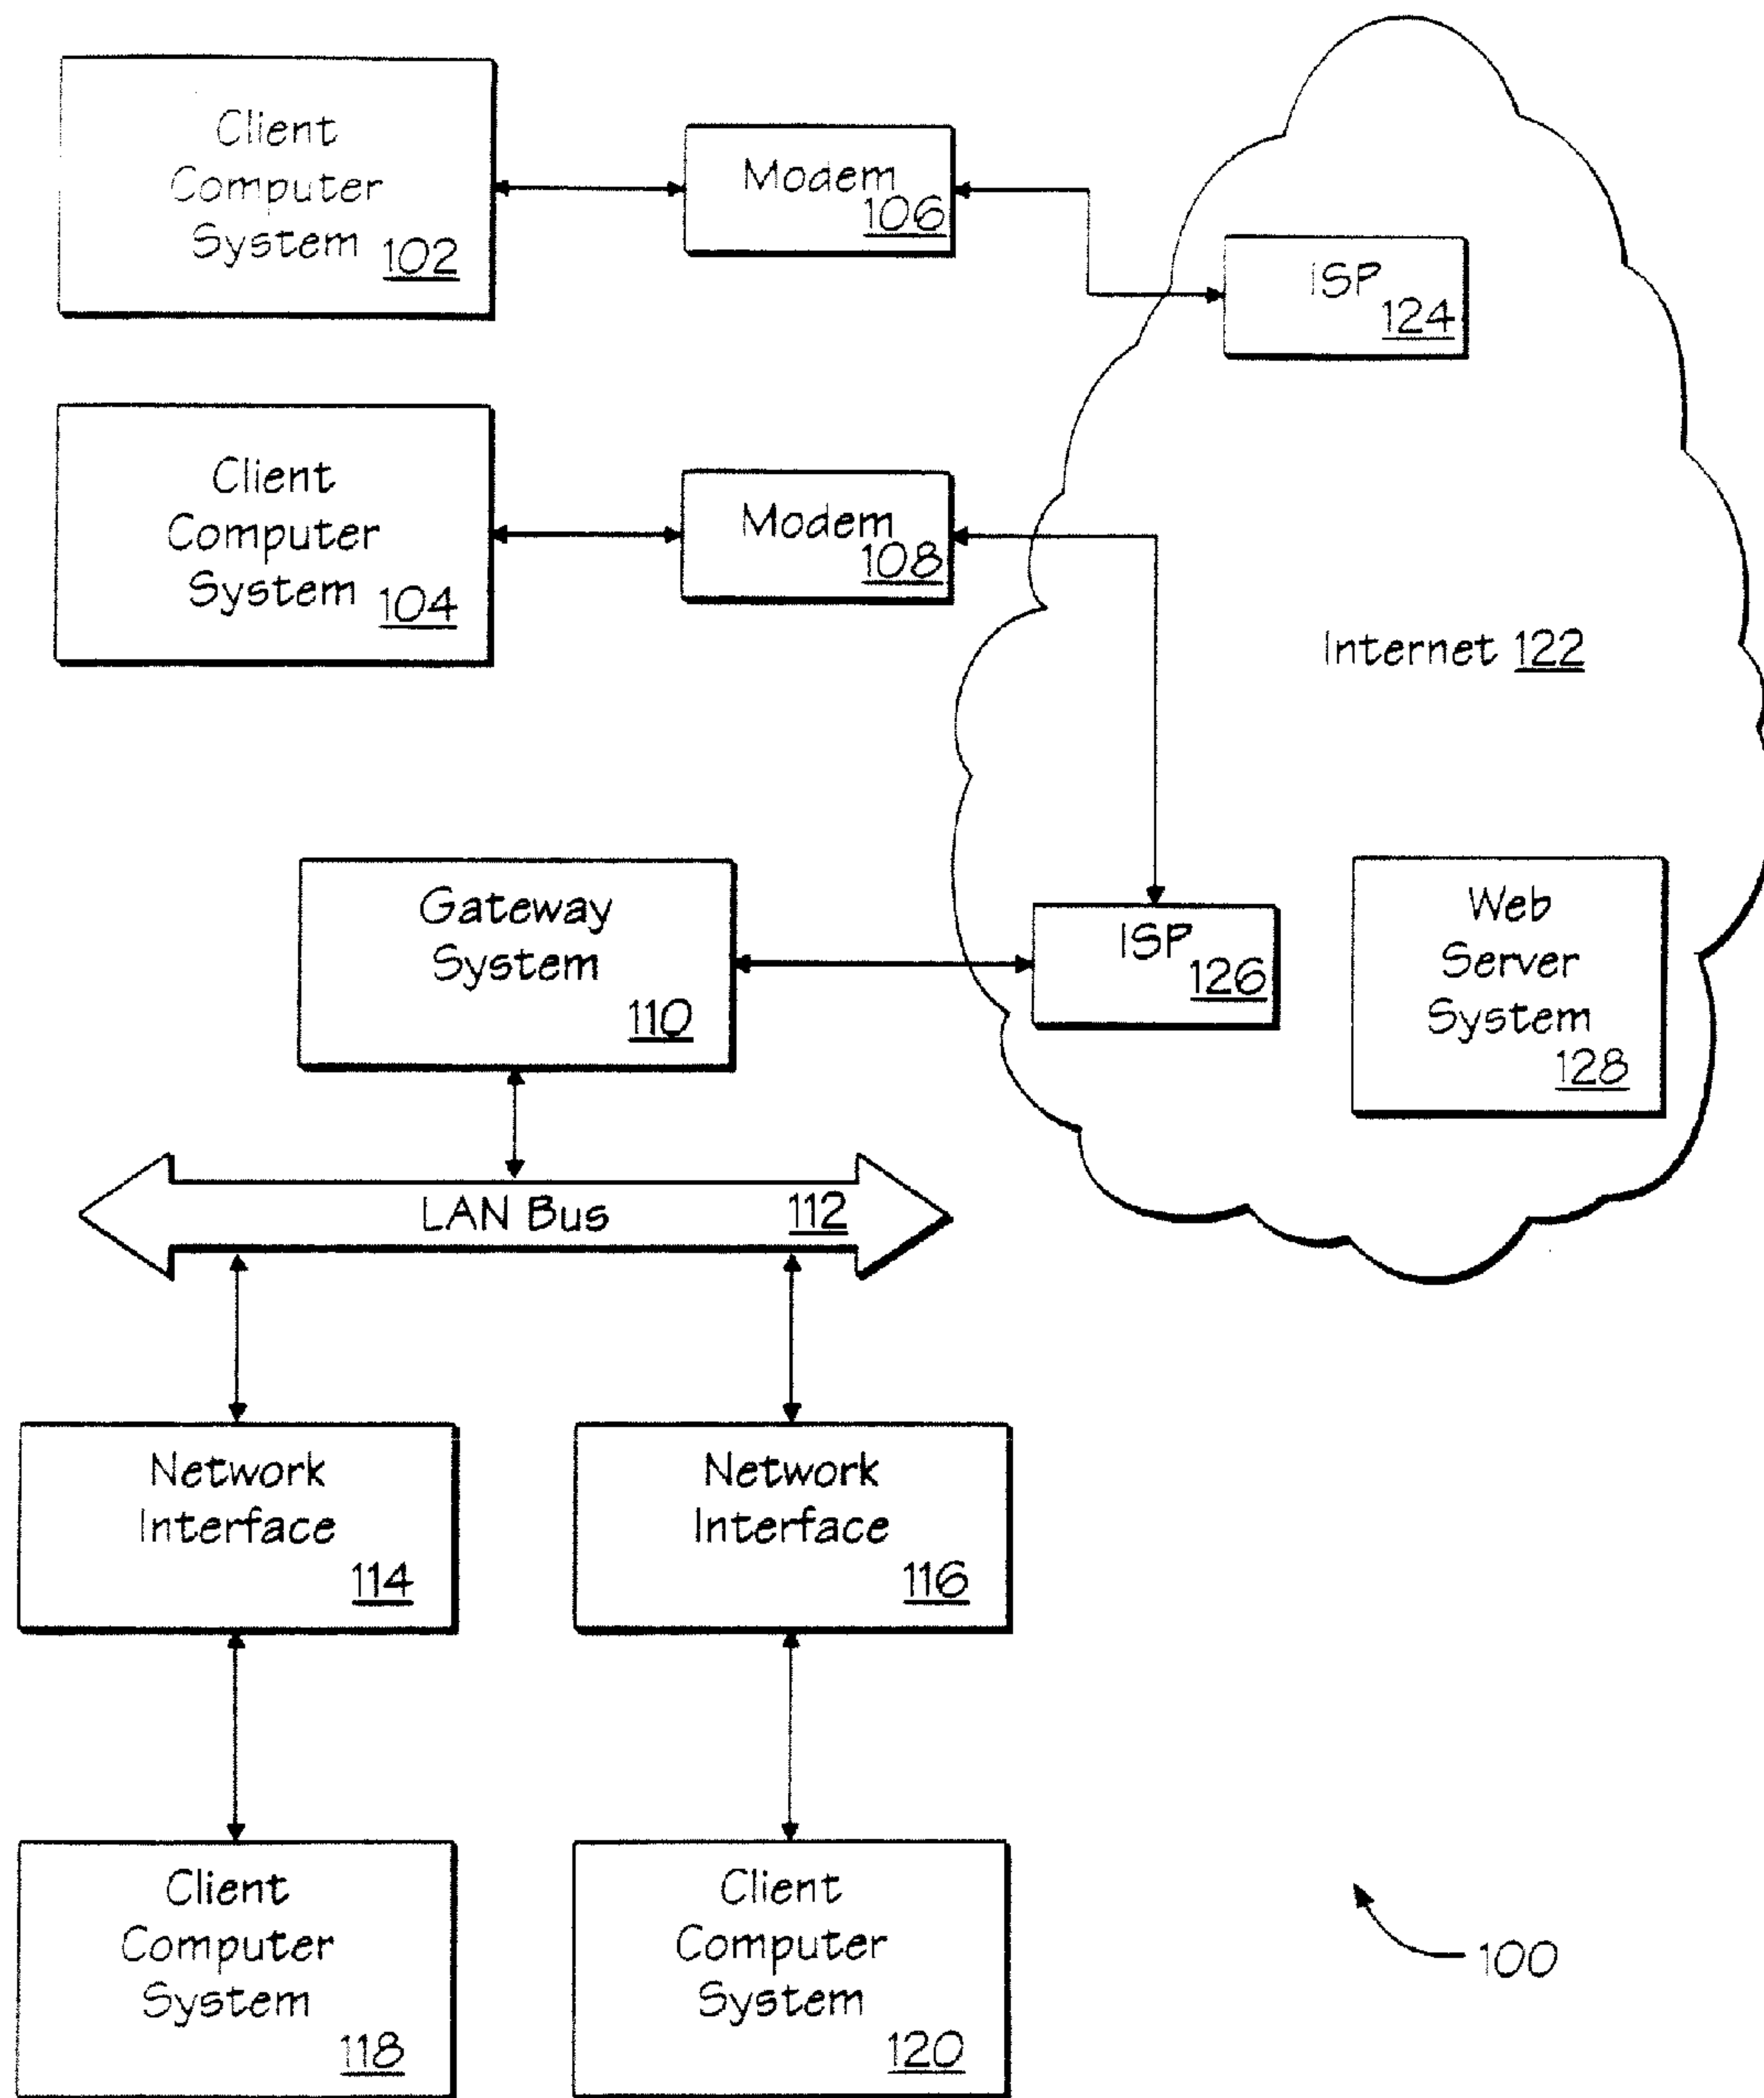 Client
Computer
System 102
Modem
106
ISP
124
Client
Computer
System 104
Modem
108
Internet 122
Gateway
System
110
ISP
126
Web
Server
System
128
LAN Bus 112
Network
Interface
114
Network
Interface
116
Client
Computer
System
118
Client
Computer
System
120
100